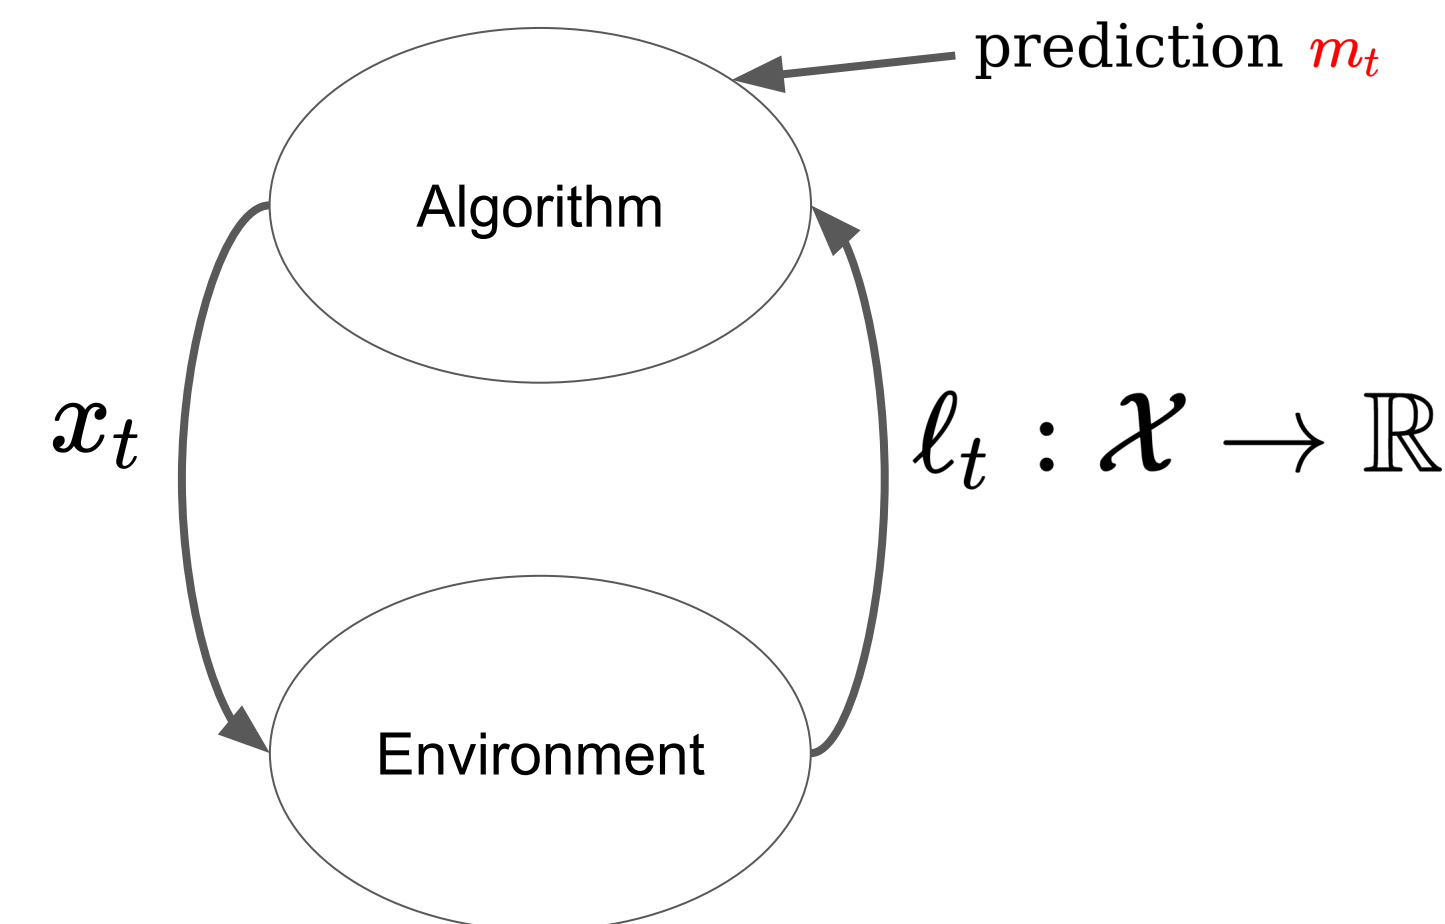 prediction m_t
Algorithm
x_t
ℓ_t : 𝒳 → ℝ
Environment